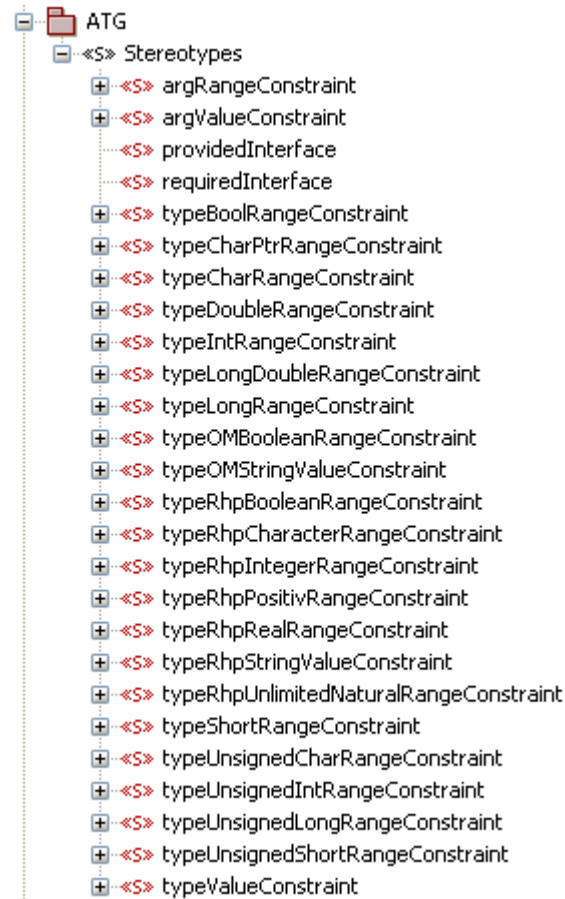 ATG
«S» Stereotypes
«S» argRangeConstraint
«S» argValueConstraint
«S» providedInterface
«S» requiredInterface
«S» typeBoolRangeConstraint
«S» typeCharPtrRangeConstraint
«S» typeCharRangeConstraint
«S» typeDoubleRangeConstraint
«S» typeIntRangeConstraint
«S» typeLongDoubleRangeConstraint
«S» typeLongRangeConstraint
«S» typeOMBooleanRangeConstraint
«S» typeOMStringValueConstraint
«S» typeRhpBooleanRangeConstraint
«S» typeRhpCharacterRangeConstraint
«S» typeRhpIntegerRangeConstraint
«S» typeRhpPositivRangeConstraint
«S» typeRhpRealRangeConstraint
«S» typeRhpStringValueConstraint
«S» typeRhpUnlimitedNaturalRangeConstraint
«S» typeShortRangeConstraint
«S» typeUnsignedCharRangeConstraint
«S» typeUnsignedIntRangeConstraint
«S» typeUnsignedLongRangeConstraint
«S» typeUnsignedShortRangeConstraint
«S» typeValueConstraint